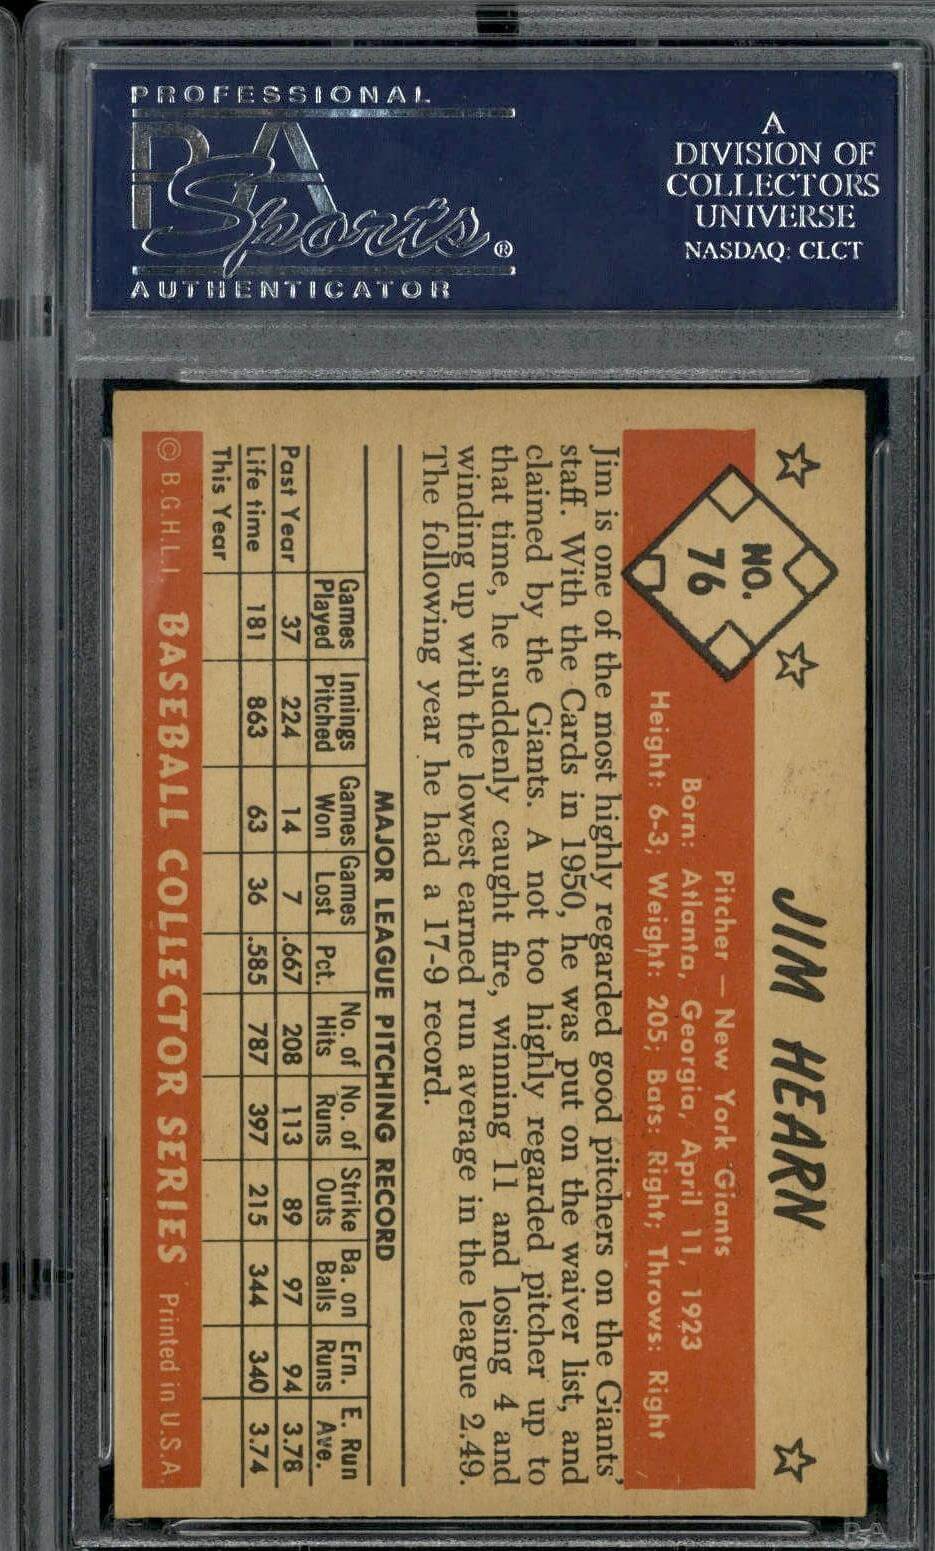 PROFESSIONAL
PSA
Sports®
AUTHENTICATOR
A
DIVISION OF
COLLECTORS
UNIVERSE
NASDAQ: CLCT
JIM HEARN
NO.
76
Pitcher — New York Giants
Born: Atlanta, Georgia, April 11, 1923
Height: 6-3; Weight: 205; Bats: Right; Throws: Right
Jim is one of the most highly regarded good pitchers on the Giants'
staff. With the Cards in 1950, he was put on the waiver list, and
claimed by the Giants. A not too highly regarded pitcher up to
that time, he suddenly caught fire, winning 11 and losing 4 and
winding up with the lowest earned run average in the league 2.49.
The following year he had a 17-9 record.
MAJOR LEAGUE PITCHING RECORD
Games Played Innings Pitched Games Won Games Lost Pct. No. of Hits No. of Runs Strike Outs Ba. on Balls Ern. Runs E. Run Ave.
Past Year 37 224 14 7 .667 208 113 89 97 94 3.78
Life time 181 863 63 36 .585 787 397 215 344 340 3.74
This Year
© B.G.H.L.I. BASEBALL COLLECTOR SERIES Printed in U.S.A.
PSA